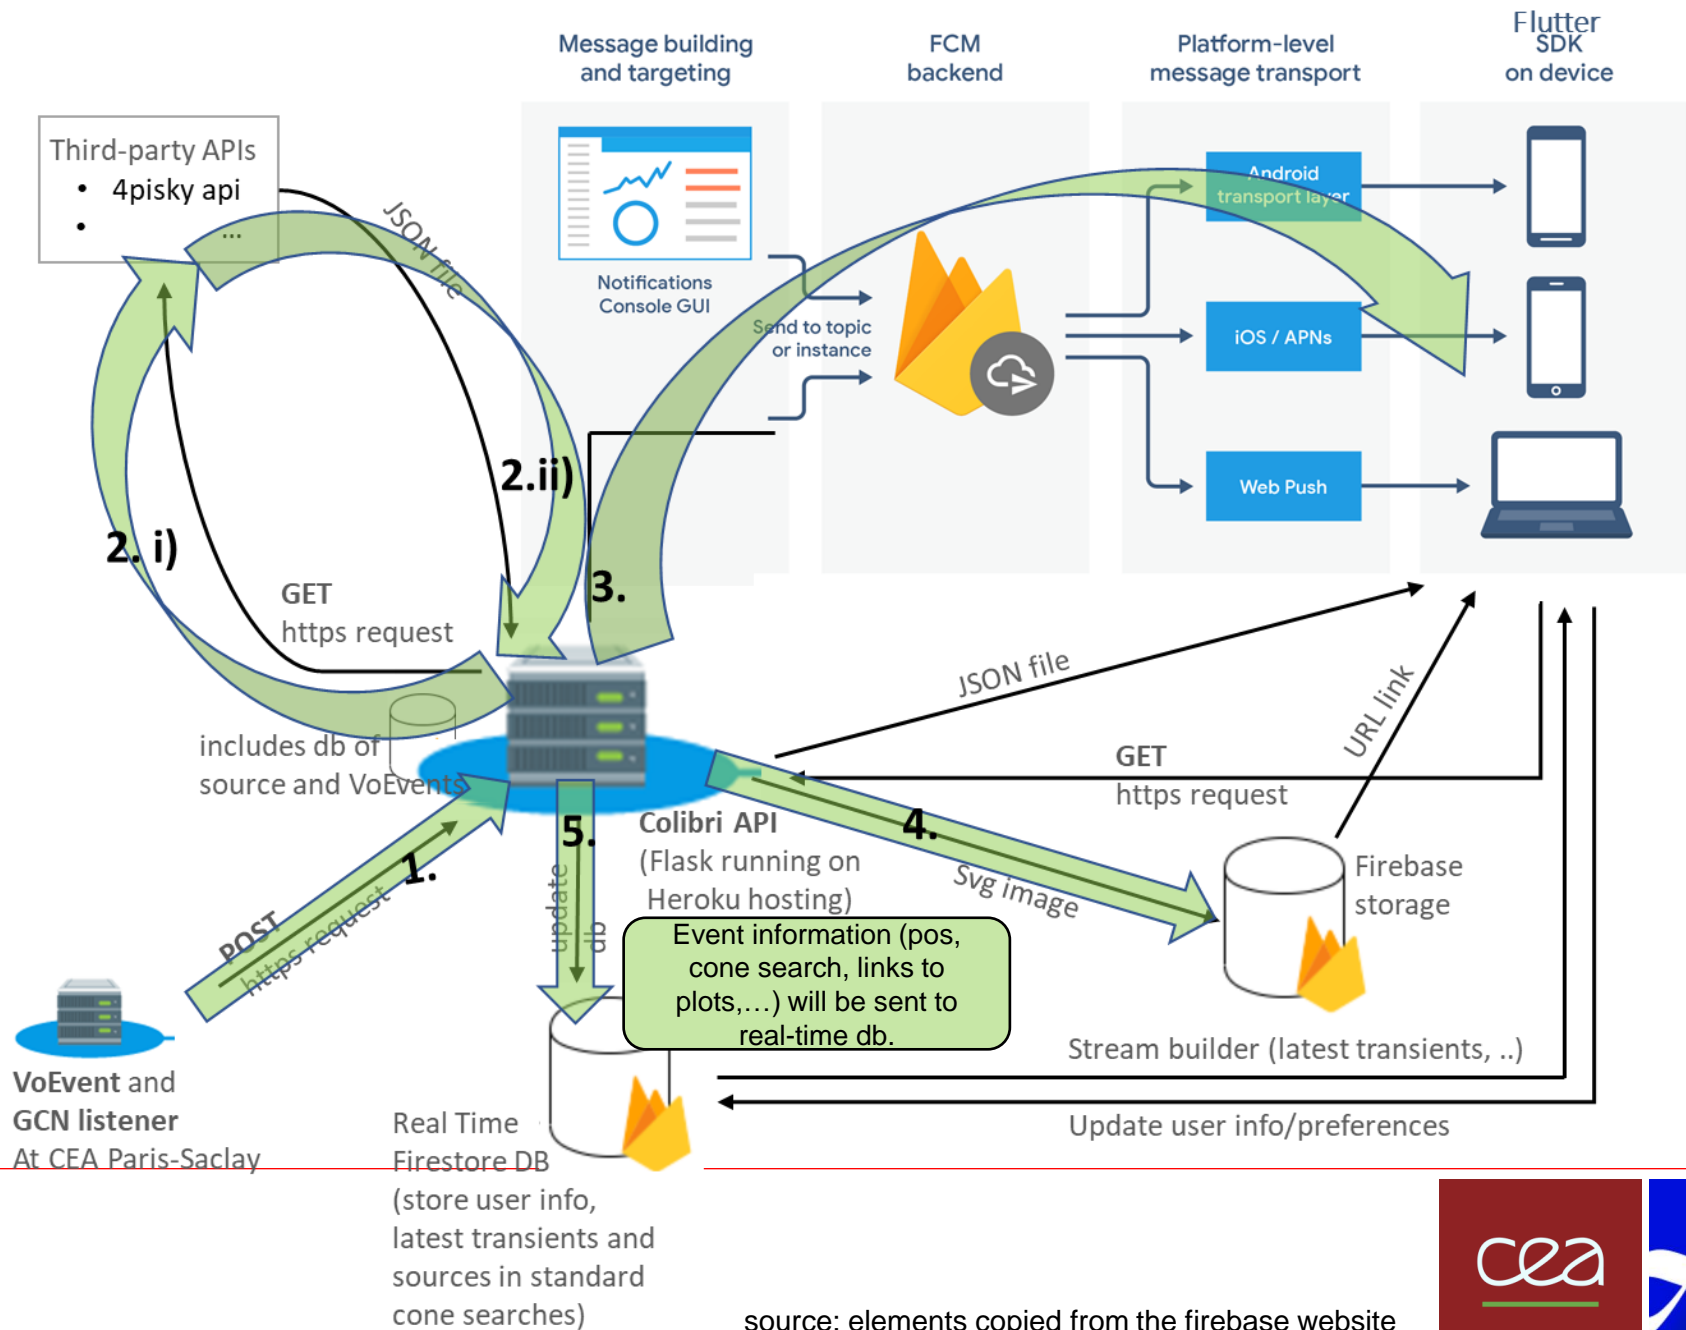 Message building
and targeting
FCM
backend
Platform-level
message transport
Flutter
SDK
on device
Third-party APIs
• 4pisky api
• ...
JSON file
Notifications
Console GUI
Send to topic
or instance
Android
transport layer
iOS / APNs
Web Push
2.ii)
2. i)
3.
GET
https request
includes db of
source and VoEvents
JSON file
URL link
GET
https request
1.
POST
https request
5.
update
db
Colibri API
(Flask running on
Heroku hosting)
4.
Svg image
Firebase
storage
Event information (pos,
cone search, links to
plots,...) will be sent to
real-time db.
VoEvent and
GCN listener
At CEA Paris-Saclay
Stream builder (latest transients, ..)
Update user info/preferences
Real Time
Firestore DB
(store user info,
latest transients and
sources in standard
cone searches)
source: elements copied from the firebase website
cea